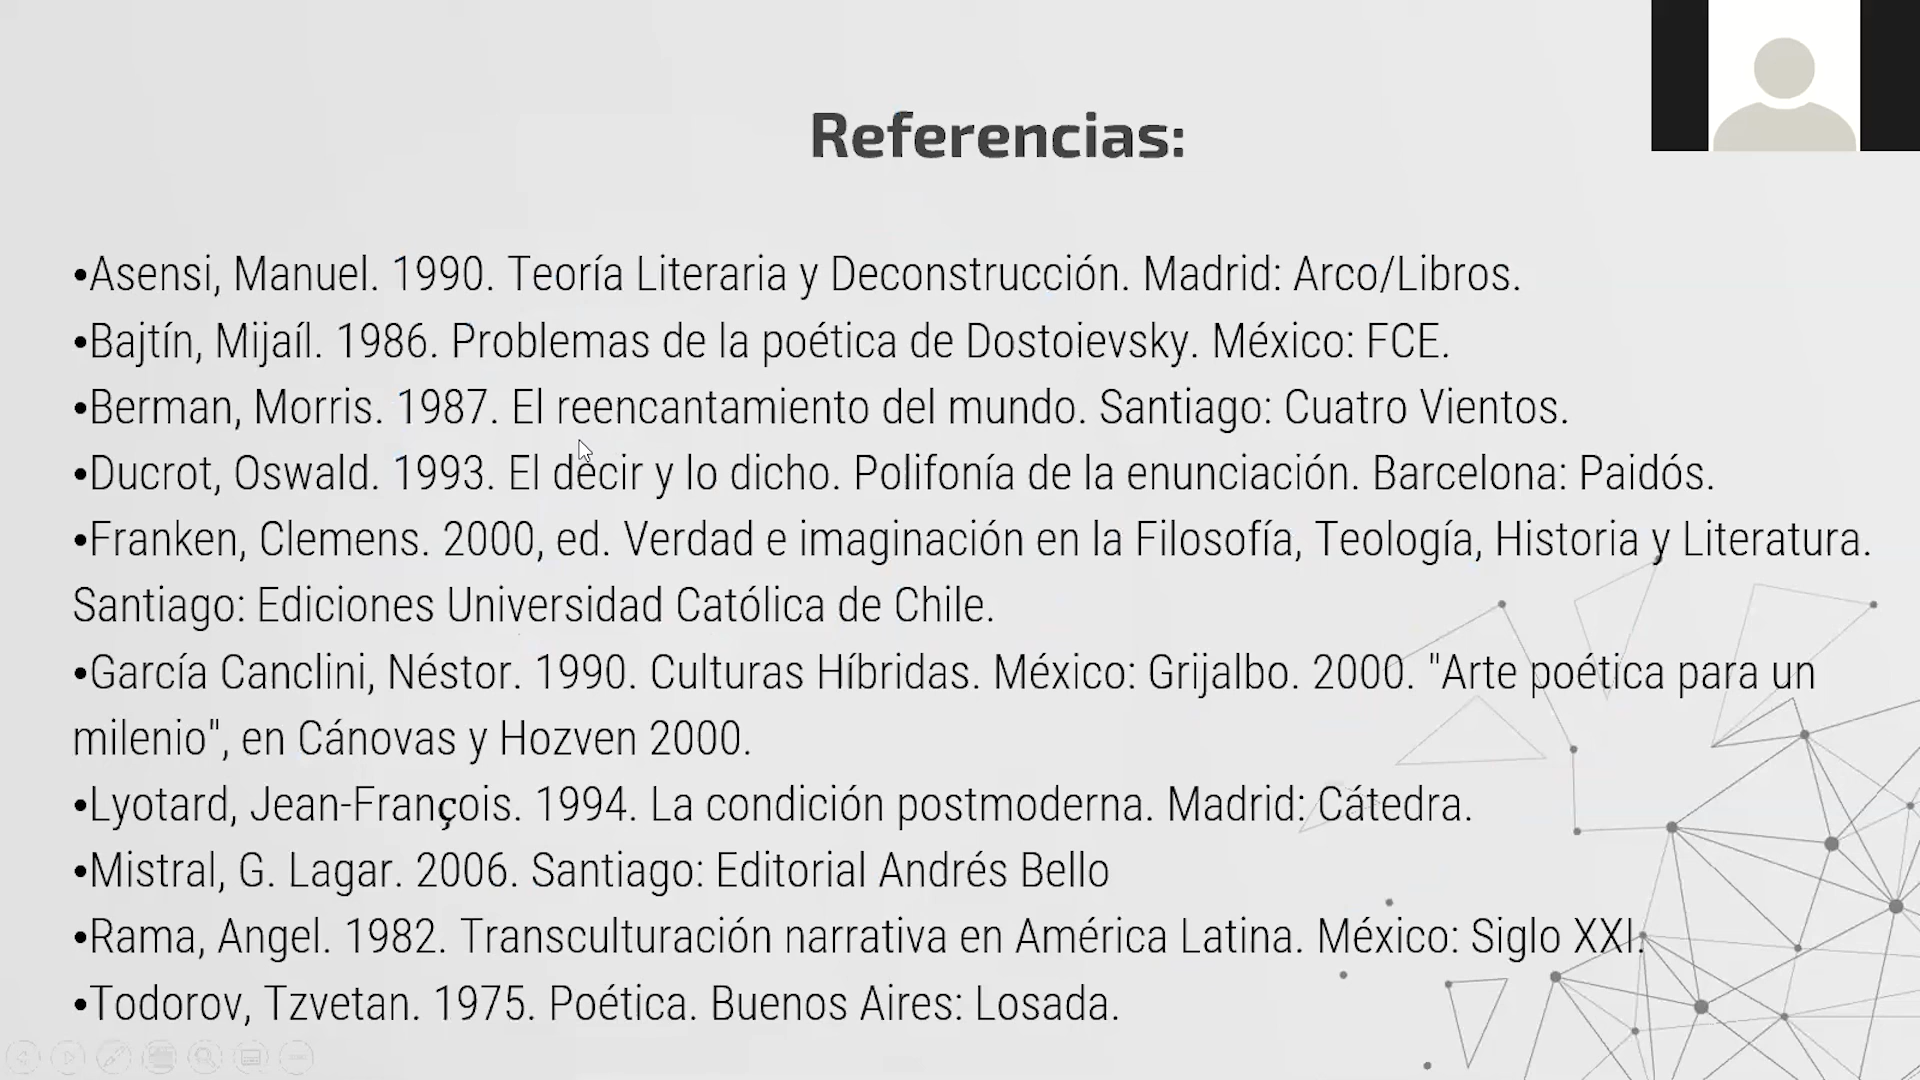 Referencias:
•Asensi, Manuel. 1990. Teoría Literaria y Deconstrucción. Madrid: Arco/Libros.
•Bajtín, Mijaíl. 1986. Problemas de la poética de Dostoievsky. México: FCE.
•Berman, Morris. 1987. El reencantamiento del mundo. Santiago: Cuatro Vientos.
•Ducrot, Oswald. 1993. El decir y lo dicho. Polifonía de la enunciación. Barcelona: Paidós.
•Franken, Clemens. 2000, ed. Verdad e imaginación en la Filosofía, Teología, Historia y Literatura.
Santiago: Ediciones Universidad Católica de Chile.
•García Canclini, Néstor. 1990. Culturas Híbridas. México: Grijalbo. 2000. "Arte poética para un
milenio", en Cánovas y Hozven 2000.
•Lyotard, Jean-François. 1994. La condición postmoderna. Madrid: Cátedra.
•Mistral, G. Lagar. 2006. Santiago: Editorial Andrés Bello
•Rama, Angel. 1982. Transculturación narrativa en América Latina. México: Siglo XXI.
•Todorov, Tzvetan. 1975. Poética. Buenos Aires: Losada.